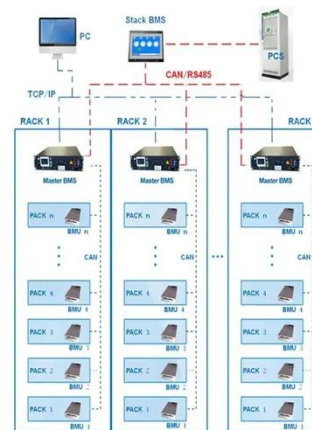 PC
Stack BMS
PCS
CAN/RS485
TCP/IP
RACK 1
RACK 2
RACK
Master BMS
Master BMS
Master BMS
PACK n
BMU n
CAN
PACK 4
BMU 4
PACK 3
BMU 3
PACK 2
BMU 2
PACK 1
BMU 1
PACK n
BMU n
CAN
PACK 4
BMU 4
PACK 3
BMU 3
PACK 2
BMU 2
PACK 1
BMU 1
PACK n
BMU n
CAN
PACK 4
BMU 4
PACK 3
BMU 3
PACK 2
BMU 2
PACK 1
BMU 1